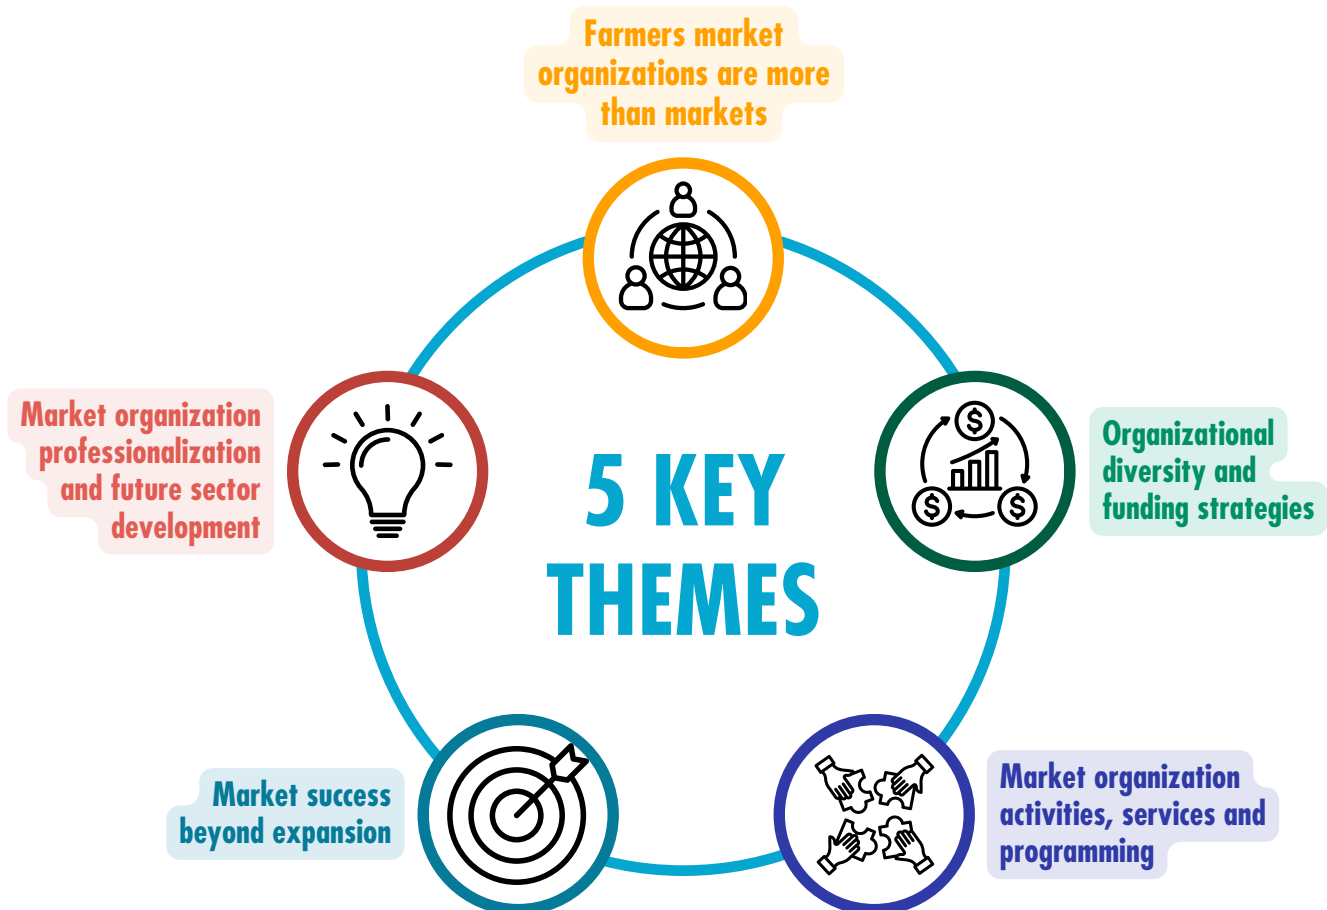 Farmers market
organizations are more
than markets
Organizational
diversity and
funding strategies
Market organization
activities, services and
programming
Market success
beyond expansion
Market organization
professionalization
and future sector
development
5 KEY
THEMES
$
$
$